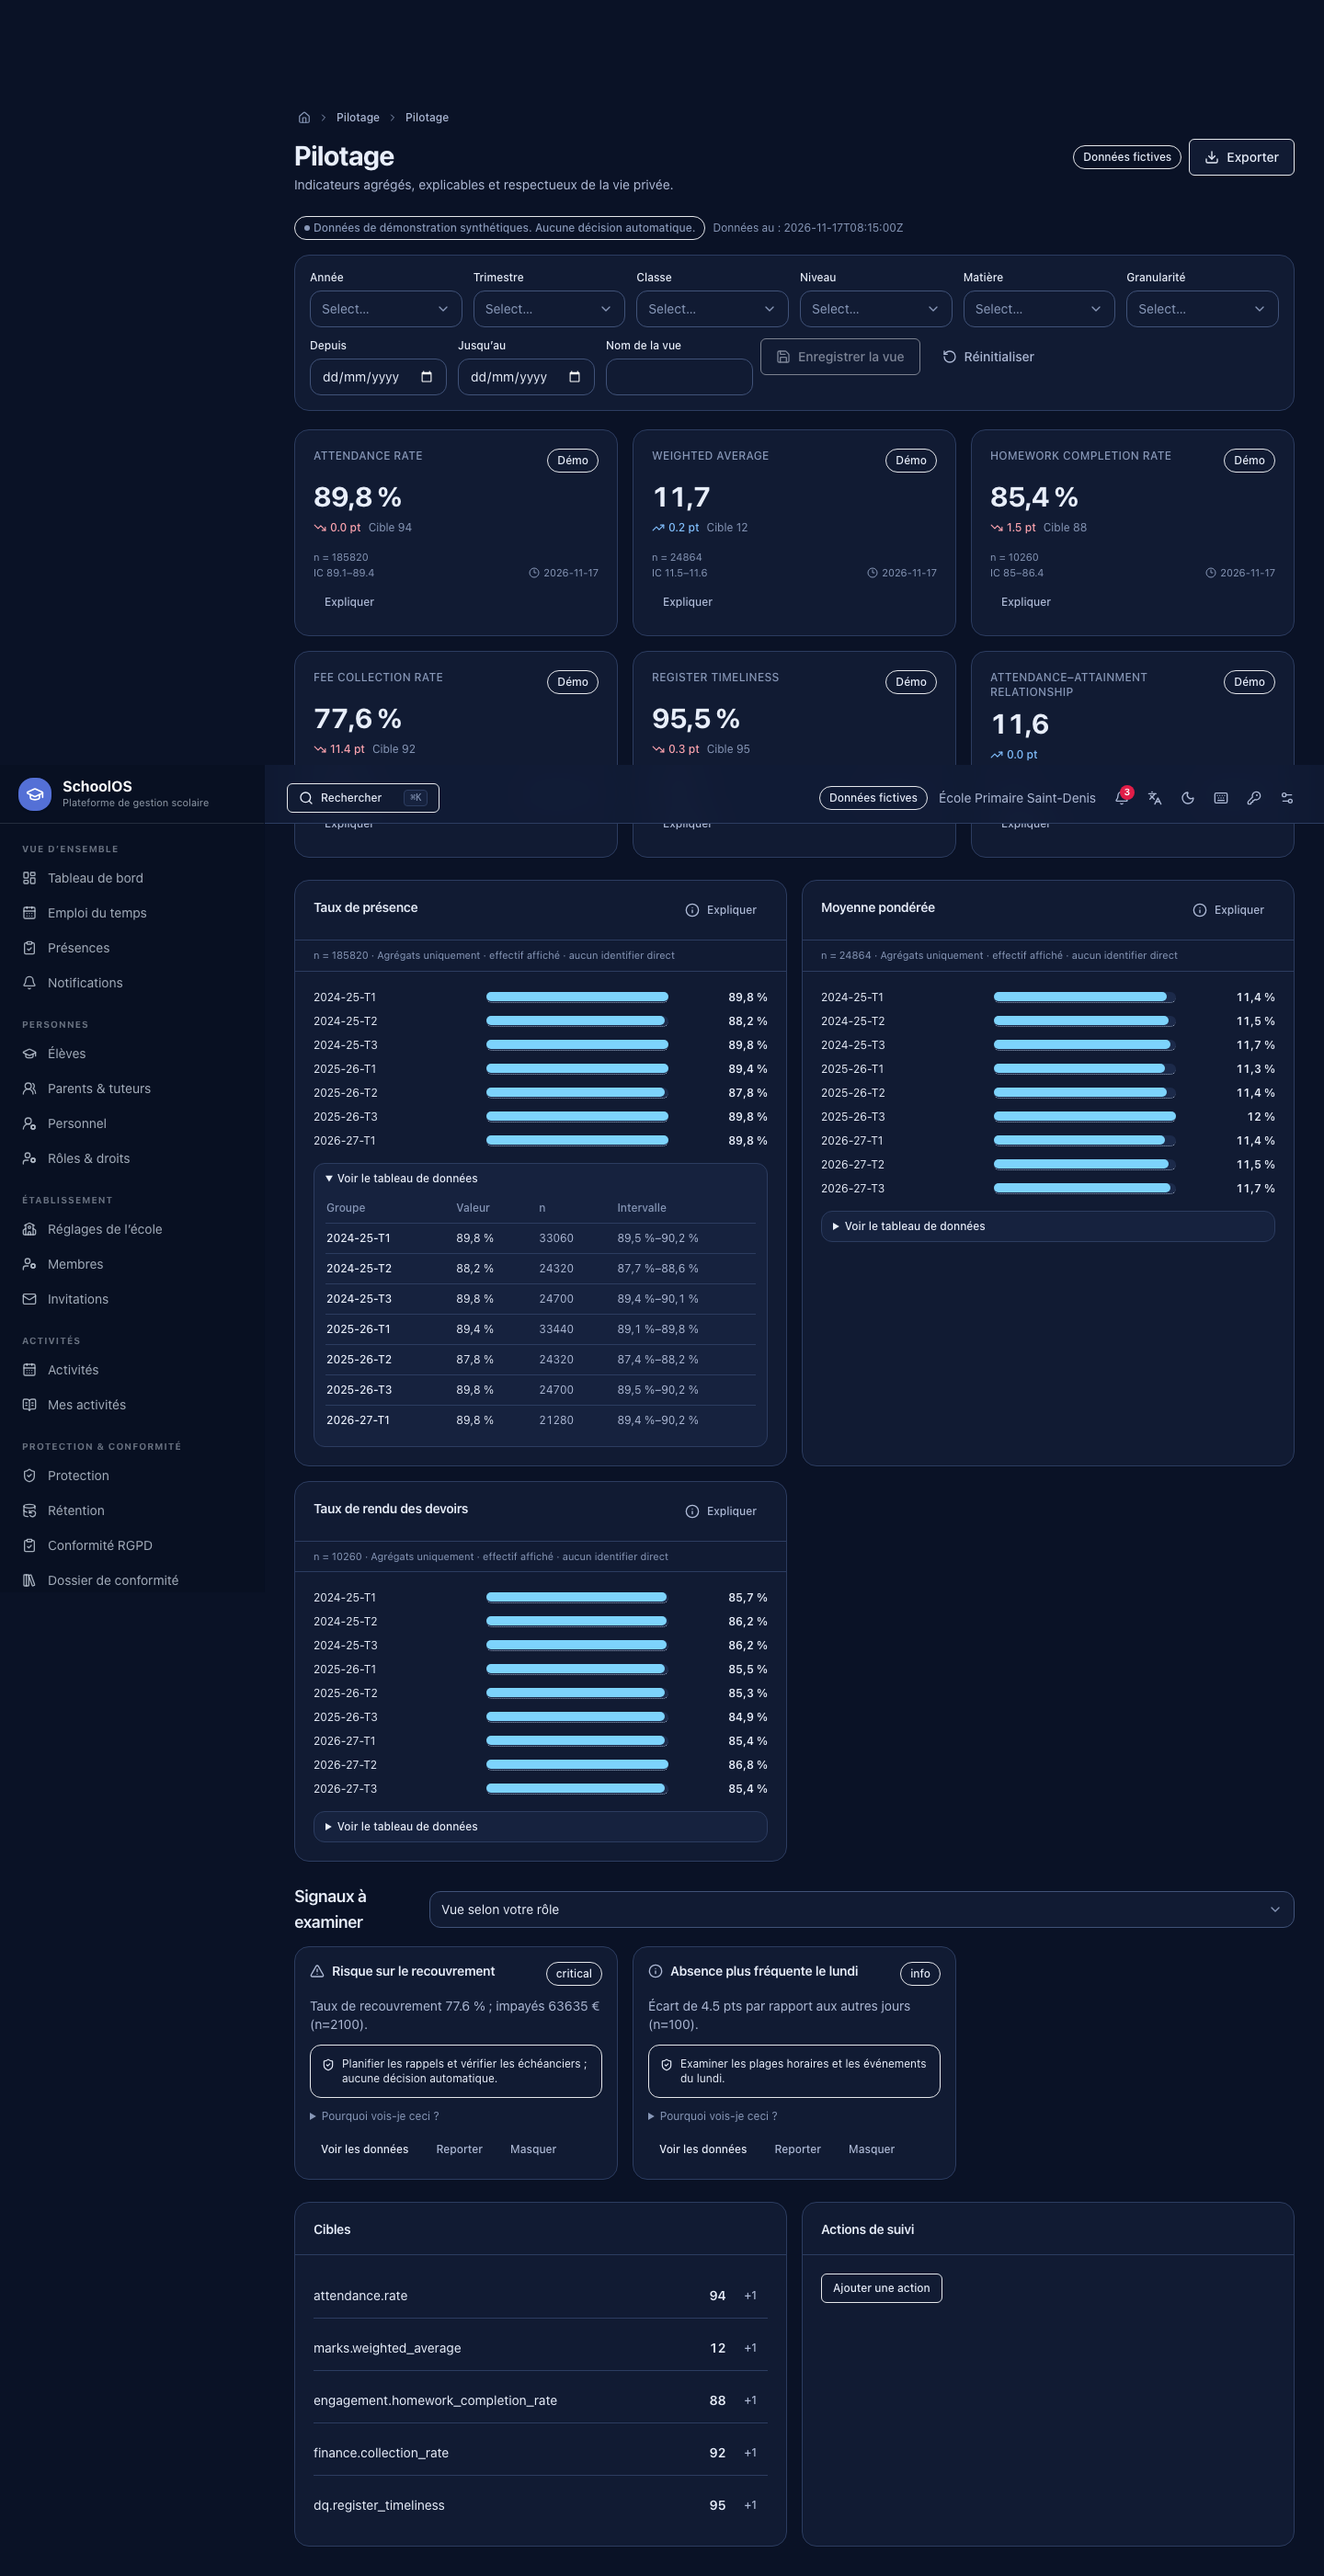 Pilotage
Pilotage
Pilotage
Données fictives
Exporter
Indicateurs agrégés, explicables et respectueux de la vie privée.
Données de démonstration synthétiques. Aucune décision automatique.
Données au : 2026-11-17T08:15:00Z
Année
Trimestre
Classe
Niveau
Matière
Granularité
Select...
Select...
Select...
Select...
Select...
Select...
Depuis
Jusqu'au
Nom de la vue
dd/mm/yyyy
dd/mm/yyyy
Enregistrer la vue
Réinitialiser
ATTENDANCE RATE
Démo
89,8 %
0.0 pt Cible 94
n = 185820
IC 89.1–89.4
2026-11-17
Expliquer
WEIGHTED AVERAGE
Démo
11,7
0.2 pt Cible 12
n = 24864
IC 11.5–11.6
2026-11-17
Expliquer
HOMEWORK COMPLETION RATE
Démo
85,4 %
1.5 pt Cible 88
n = 10260
IC 85–86.4
2026-11-17
Expliquer
FEE COLLECTION RATE
Démo
77,6 %
11.4 pt Cible 92
REGISTER TIMELINESS
Démo
95,5 %
0.3 pt Cible 95
ATTENDANCE–ATTAINMENT
RELATIONSHIP
Démo
11,6
0.0 pt
SchoolOS
Plateforme de gestion scolaire
Rechercher ⌘K
Données fictives
École Primaire Saint-Denis
3
Expliquer
Expliquer
Expliquer
VUE D'ENSEMBLE
Tableau de bord
Emploi du temps
Présences
Notifications
PERSONNES
Élèves
Parents & tuteurs
Personnel
Rôles & droits
ÉTABLISSEMENT
Réglages de l'école
Membres
Invitations
ACTIVITÉS
Activités
Mes activités
PROTECTION & CONFORMITÉ
Protection
Rétention
Conformité RGPD
Dossier de conformité
Taux de présence
Expliquer
n = 185820 · Agrégats uniquement · effectif affiché · aucun identifier direct
2024-25-T1 89,8 %
2024-25-T2 88,2 %
2024-25-T3 89,8 %
2025-26-T1 89,4 %
2025-26-T2 87,8 %
2025-26-T3 89,8 %
2026-27-T1 89,8 %
Voir le tableau de données
Groupe Valeur n Intervalle
2024-25-T1 89,8 % 33060 89,5 %–90,2 %
2024-25-T2 88,2 % 24320 87,7 %–88,6 %
2024-25-T3 89,8 % 24700 89,4 %–90,1 %
2025-26-T1 89,4 % 33440 89,1 %–89,8 %
2025-26-T2 87,8 % 24320 87,4 %–88,2 %
2025-26-T3 89,8 % 24700 89,5 %–90,2 %
2026-27-T1 89,8 % 21280 89,4 %–90,2 %
Moyenne pondérée
Expliquer
n = 24864 · Agrégats uniquement · effectif affiché · aucun identifier direct
2024-25-T1 11,4 %
2024-25-T2 11,5 %
2024-25-T3 11,7 %
2025-26-T1 11,3 %
2025-26-T2 11,4 %
2025-26-T3 12 %
2026-27-T1 11,4 %
2026-27-T2 11,5 %
2026-27-T3 11,7 %
Voir le tableau de données
Taux de rendu des devoirs
Expliquer
n = 10260 · Agrégats uniquement · effectif affiché · aucun identifier direct
2024-25-T1 85,7 %
2024-25-T2 86,2 %
2024-25-T3 86,2 %
2025-26-T1 85,5 %
2025-26-T2 85,3 %
2025-26-T3 84,9 %
2026-27-T1 85,4 %
2026-27-T2 86,8 %
2026-27-T3 85,4 %
Voir le tableau de données
Signaux à
examiner
Vue selon votre rôle
Risque sur le recouvrement
critical
Taux de recouvrement 77.6 % ; impayés 63635 €
(n=2100).
Planifier les rappels et vérifier les échéanciers ;
aucune décision automatique.
Pourquoi vois-je ceci ?
Voir les données Reporter Masquer
Absence plus fréquente le lundi
info
Écart de 4.5 pts par rapport aux autres jours
(n=100).
Examiner les plages horaires et les événements
du lundi.
Pourquoi vois-je ceci ?
Voir les données Reporter Masquer
Cibles
attendance.rate 94 +1
marks.weighted_average 12 +1
engagement.homework_completion_rate 88 +1
finance.collection_rate 92 +1
dq.register_timeliness 95 +1
Actions de suivi
Ajouter une action